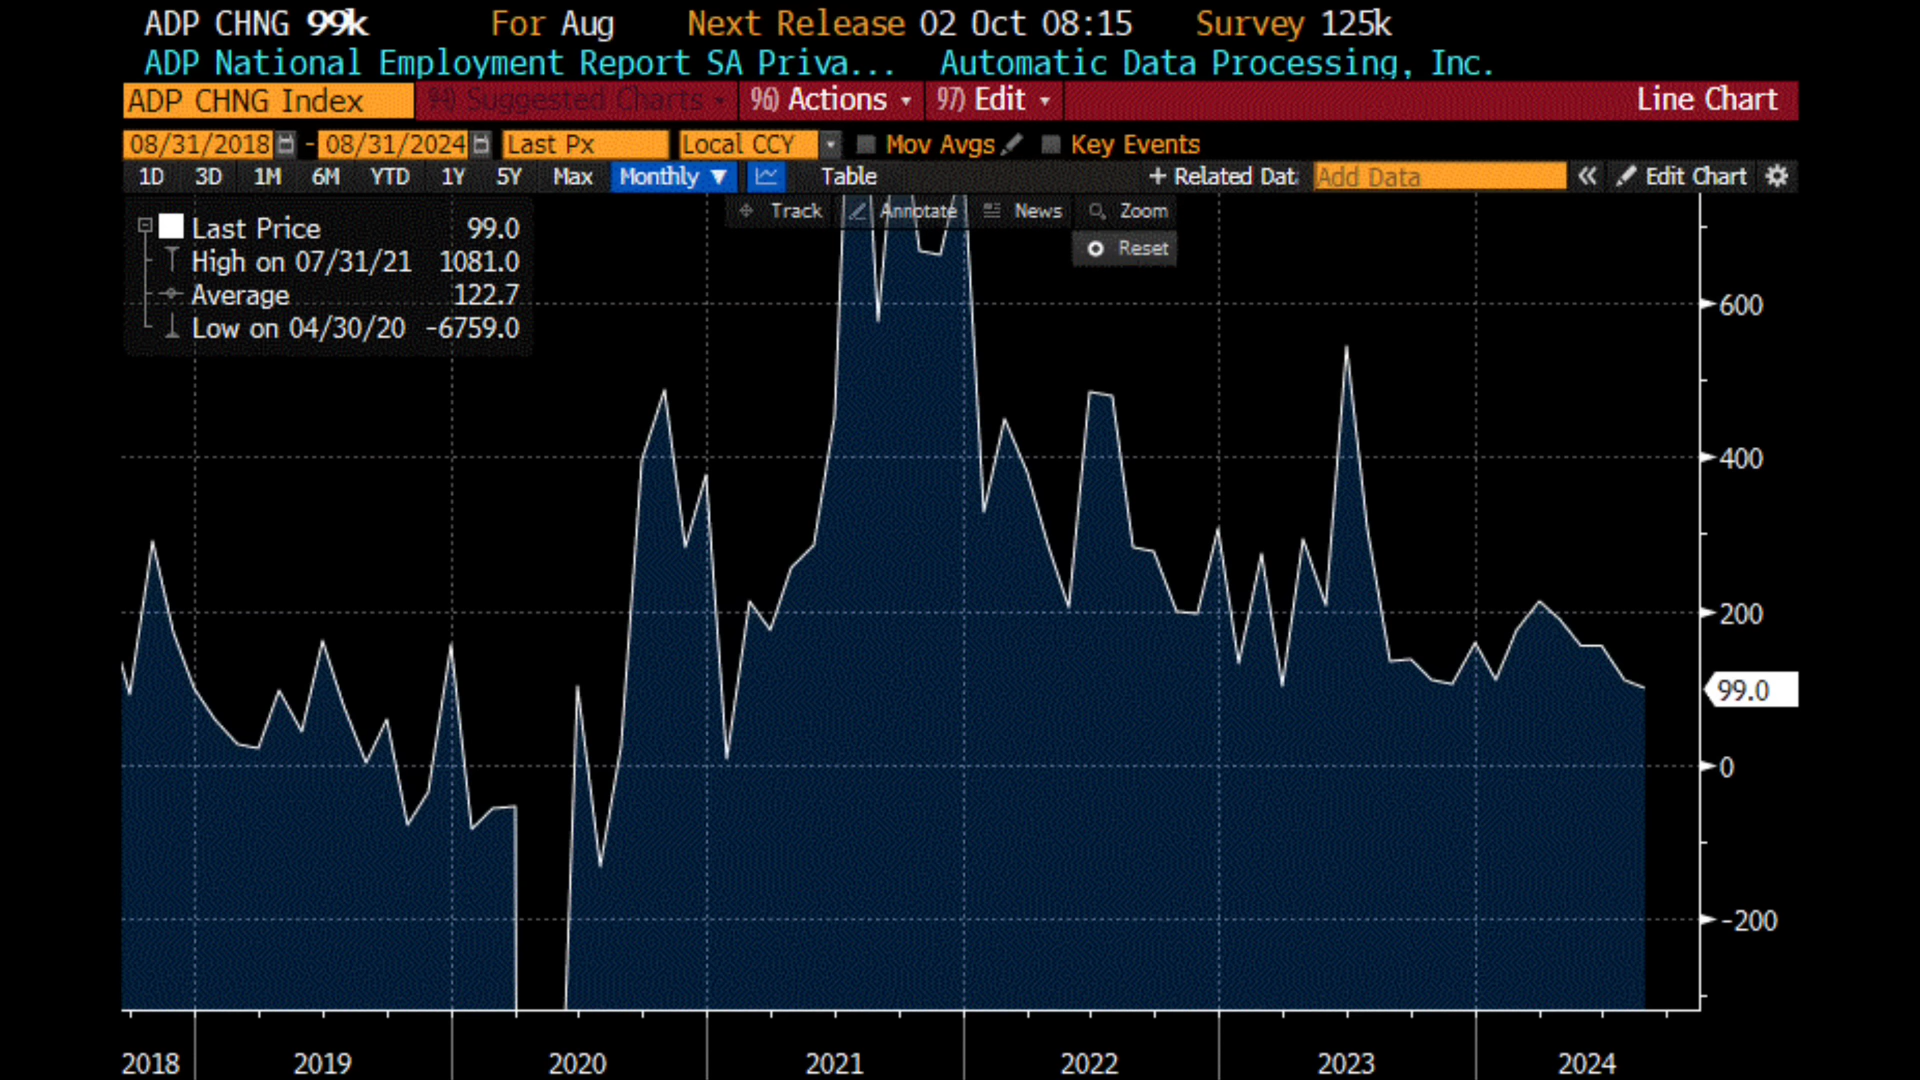 ADP CHNG 99k For Aug Next Release 02 Oct 08:15 Survey 125k
ADP National Employment Report SA Priva... Automatic Data Processing, Inc.
ADP CHNG Index 94) Suggested Charts 96) Actions 97) Edit Line Chart
08/31/2018 - 08/31/2024 Last Px Local CCY Mov Avgs Key Events
1D 3D 1M 6M YTD 1Y 5Y Max Monthly ▼ Table + Related Dat Add Data « Edit Chart
Track Annotate News Zoom
Reset
Last Price 99.0
High on 07/31/21 1081.0
Average 122.7
Low on 04/30/20 -6759.0
600
400
200
99.0
0
-200
2018 2019 2020 2021 2022 2023 2024